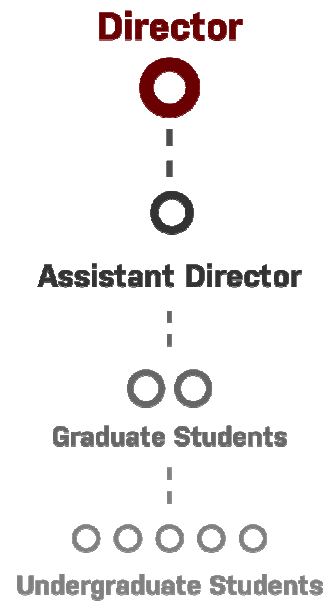 Director
Assistant Director
Graduate Students
Undergraduate Students